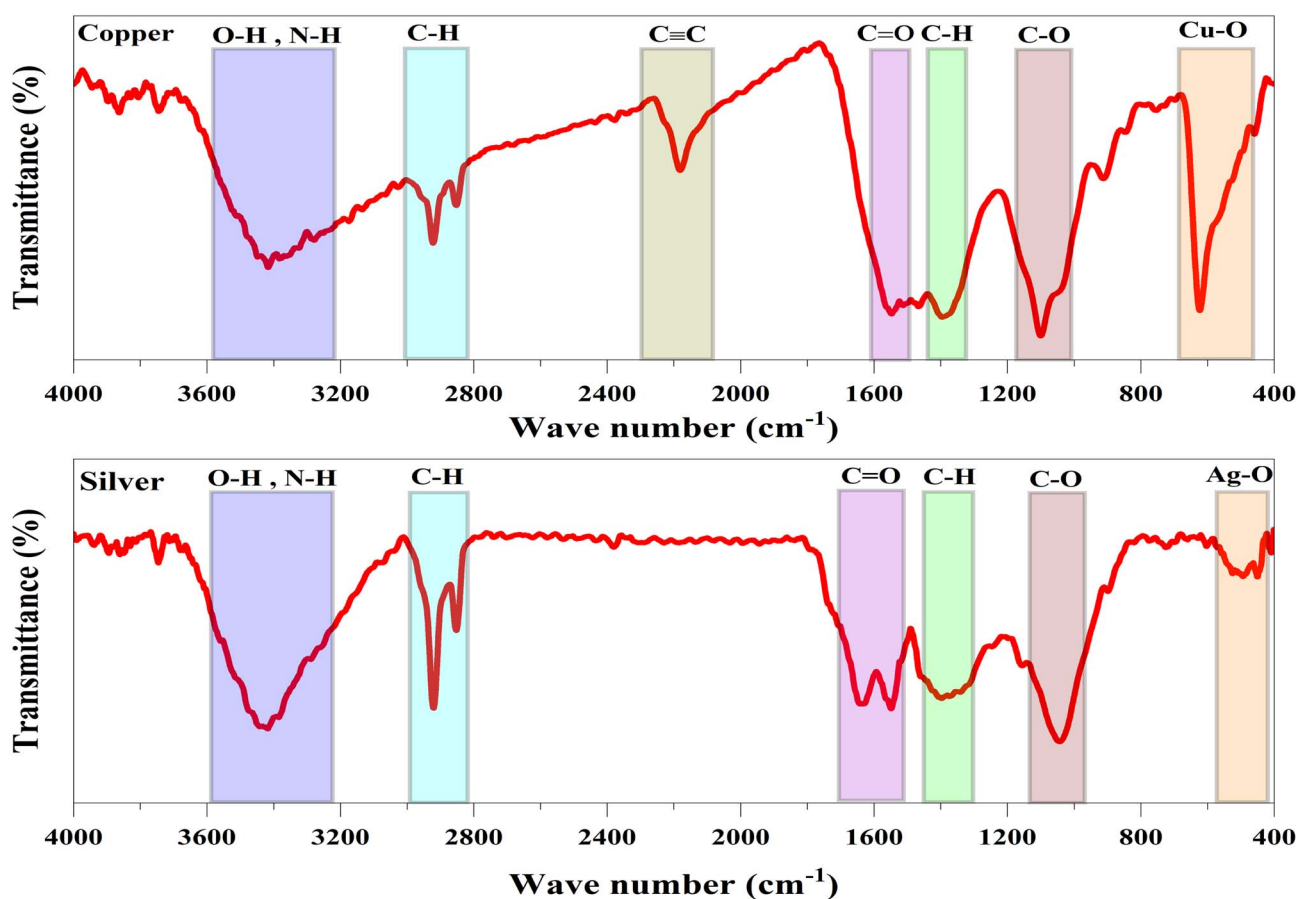 Copper O-H , N-H C-H C≡C C=O C-H C-O Cu-O
Transmittance (%)
4000 3600 3200 2800 2400 2000 1600 1200 800 400
Wave number (cm-1)
Silver O-H , N-H C-H C=O C-H C-O Ag-O
Transmittance (%)
4000 3600 3200 2800 2400 2000 1600 1200 800 400
Wave number (cm-1)